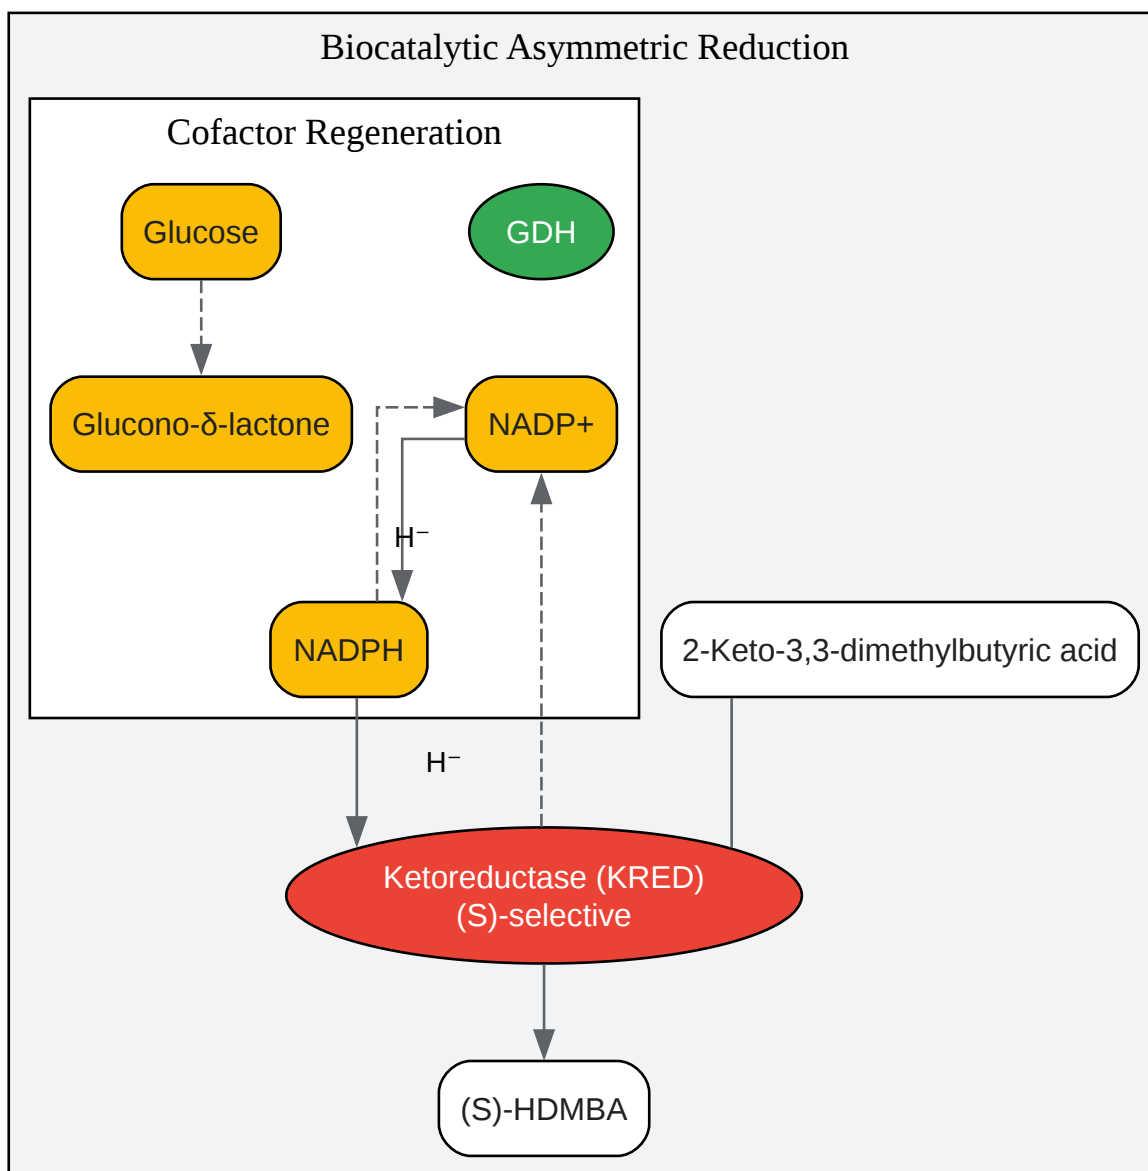 Biocatalytic Asymmetric Reduction
Cofactor Regeneration
Glucose
GDH
Glucono-δ-lactone
NADP+
H⁻
NADPH
2-Keto-3,3-dimethylbutyric acid
H⁻
Ketoreductase (KRED)
(S)-selective
(S)-HDMBA